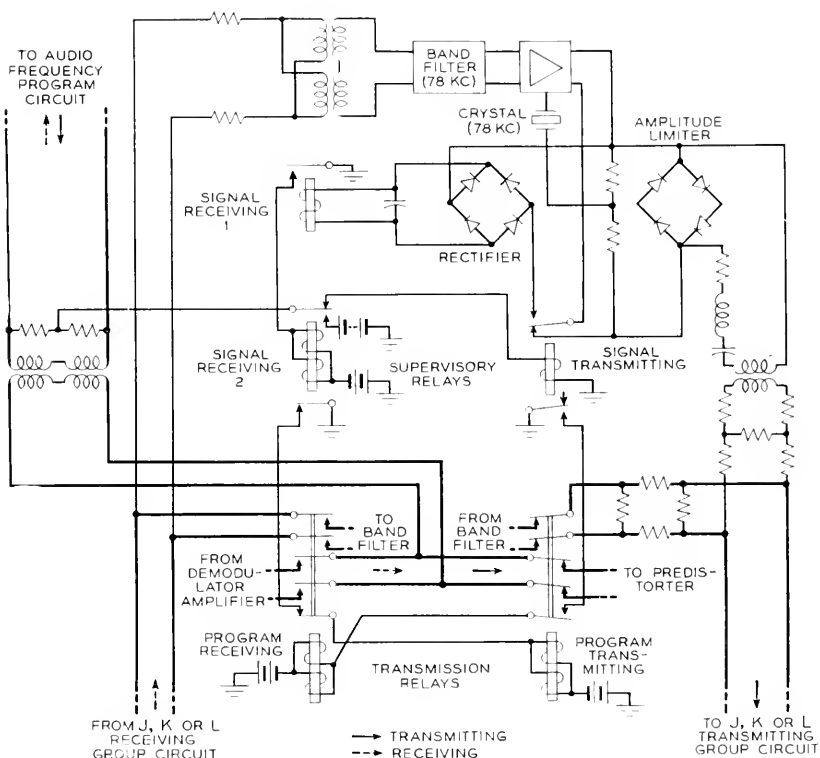 TO AUDIO
FREQUENCY
PROGRAM
CIRCUIT
BAND
FILTER
(78 KC)
CRYSTAL
(78 KC)
AMPLITUDE
LIMITER
SIGNAL
RECEIVING
1
RECTIFIER
SIGNAL
RECEIVING
2
SUPERVISORY
RELAYS
SIGNAL
TRANSMITTING
TO
BAND
FILTER
FROM
BAND
FILTER
FROM
DEMODU-
LATOR
AMPLIFIER
TO PREDIS-
TORTER
PROGRAM
RECEIVING
TRANSMISSION
RELAYS
PROGRAM
TRANS-
MITTING
FROM J, K OR L
RECEIVING
GROUP CIRCUIT
TRANSMITTING
RECEIVING
TO J, K OR L
TRANSMITTING
GROUP CIRCUIT